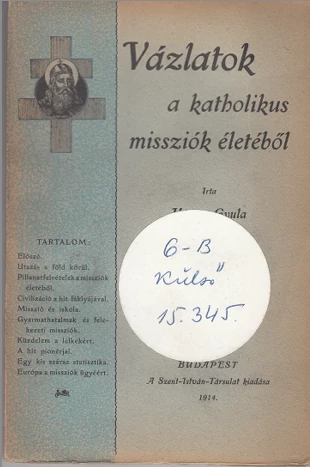 Vázlatok
a katholikus
missziók életéből
Irta
Gyula
6-B
Külső
15.345.
TARTALOM:
Előszó.
Utazás a föld körül.
Pillanatfelvételek a missziók
életéből.
Civilizáció a hit fáklyájával.
Misszió és iskola.
Gyarmathatalmak és fele-
kezeti missziók.
Küzdelem a lelkekért.
A hit pionérjai.
Egy kis száraz statisztika.
Európa a missziók ügyéért.
BUDAPEST
A Szent-István-Társulat kiadása
1914.